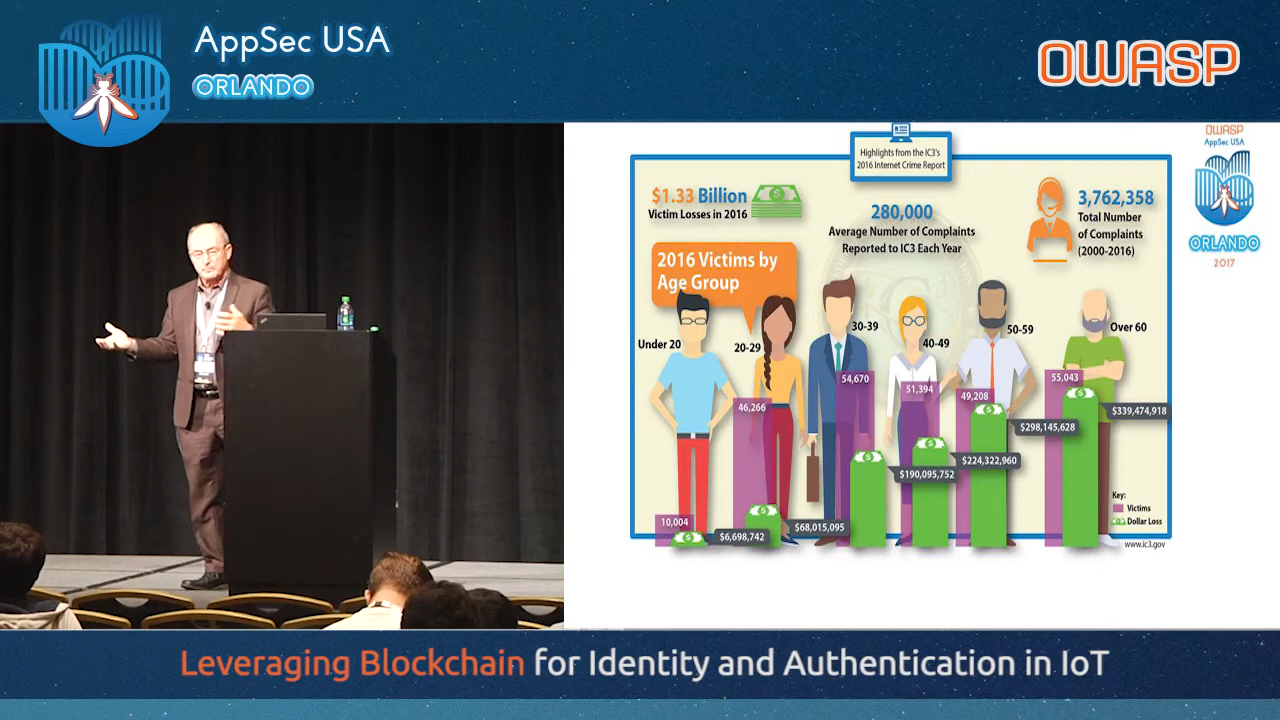 AppSec USA
ORLANDO
OWASP
Highlights from the IC3's
2016 Internet Crime Report
$1.33 Billion
Victim Losses in 2016
280,000
Average Number of Complaints
Reported to IC3 Each Year
3,762,358
Total Number
of Complaints
(2000-2016)
OWASP
AppSec USA
ORLANDO
2017
2016 Victims by
Age Group
Under 20
20-29
30-39
40-49
50-59
Over 60
10,004
46,266
54,670
51,394
49,208
55,043
$6,698,742
$68,015,095
$190,095,752
$224,322,960
$298,145,628
$339,474,918
Key:
Victims
Dollar Loss
www.ic3.gov
Leveraging Blockchain for Identity and Authentication in IoT